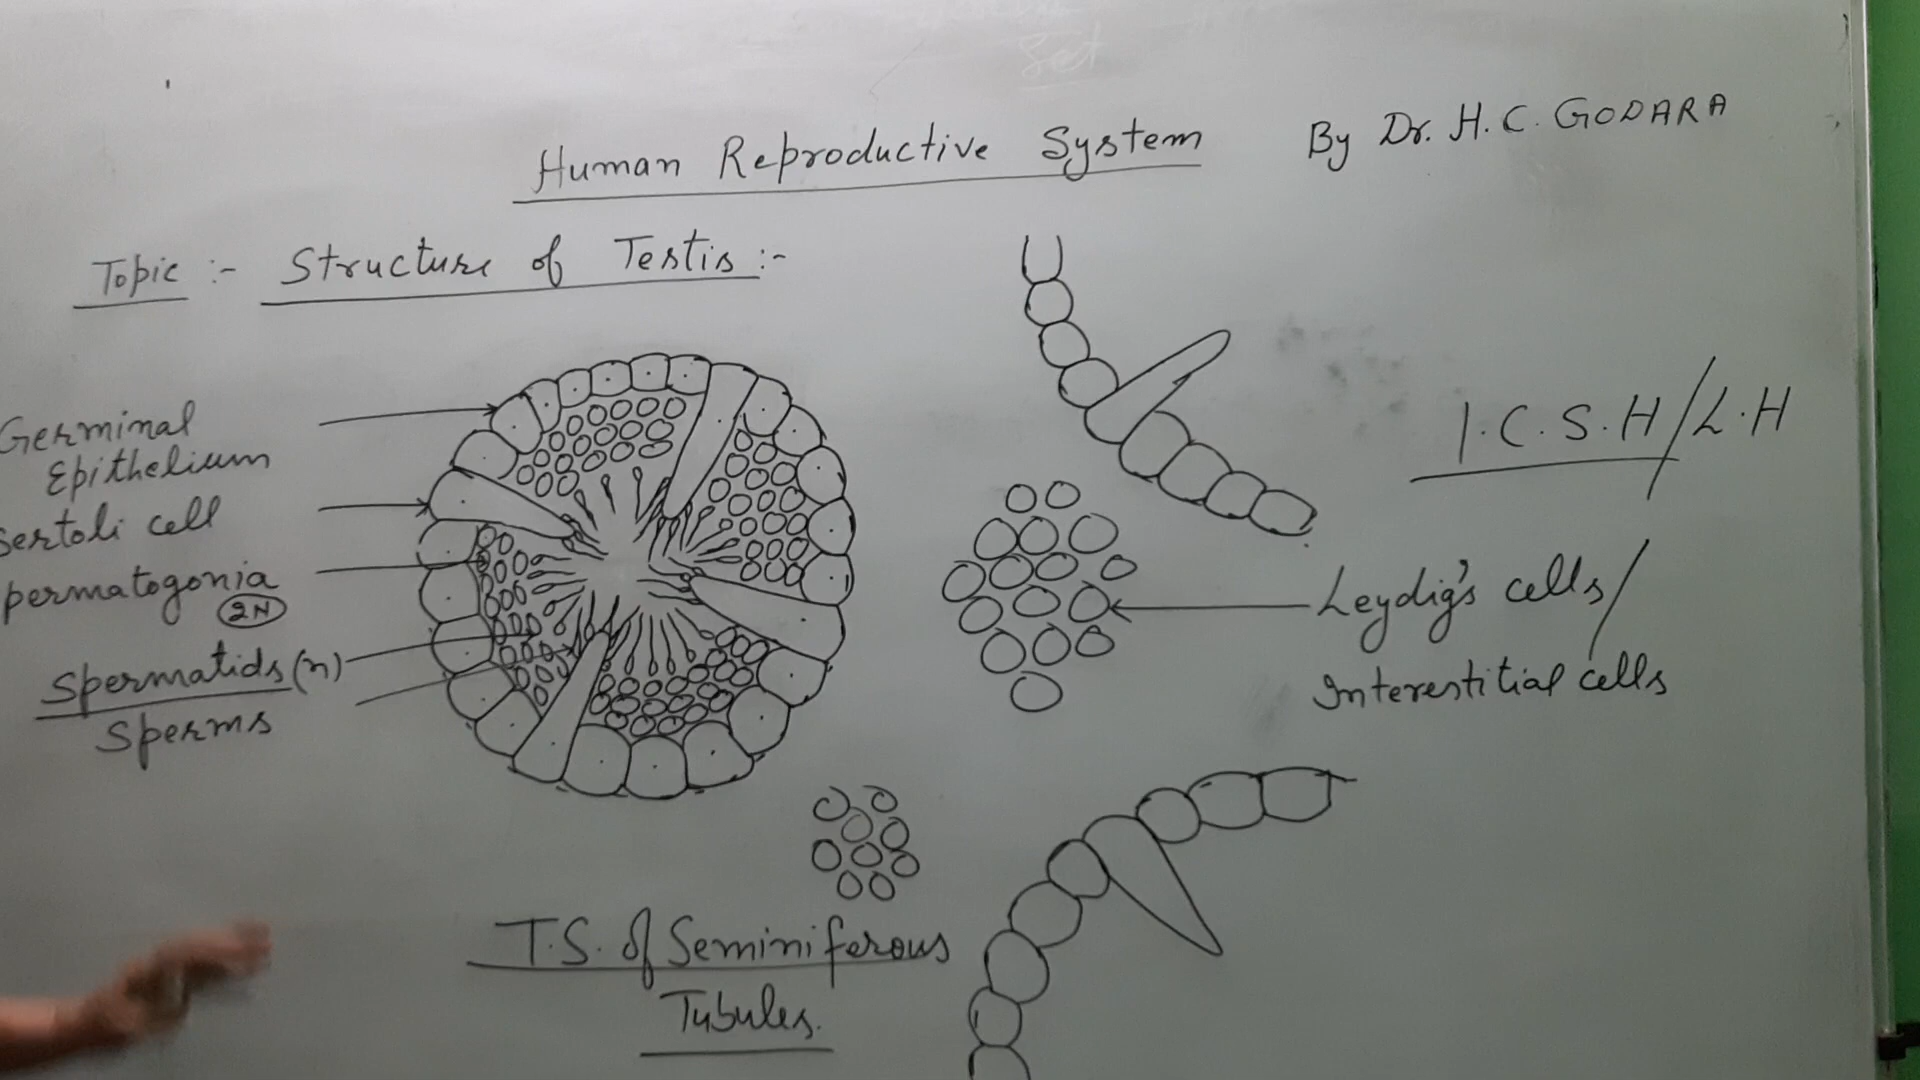 Human Reproductive System By Dr. H. C. GODARA
Topic :- Structure of Testis :-
Germinal
Epithelium
Sertoli cell
permatogonia
2N
Spermatids (n)
Sperms
I.C.S.H/L.H
Leydig's cells/
Interestitial cells
T.S. of Seminiferous
Tubules.